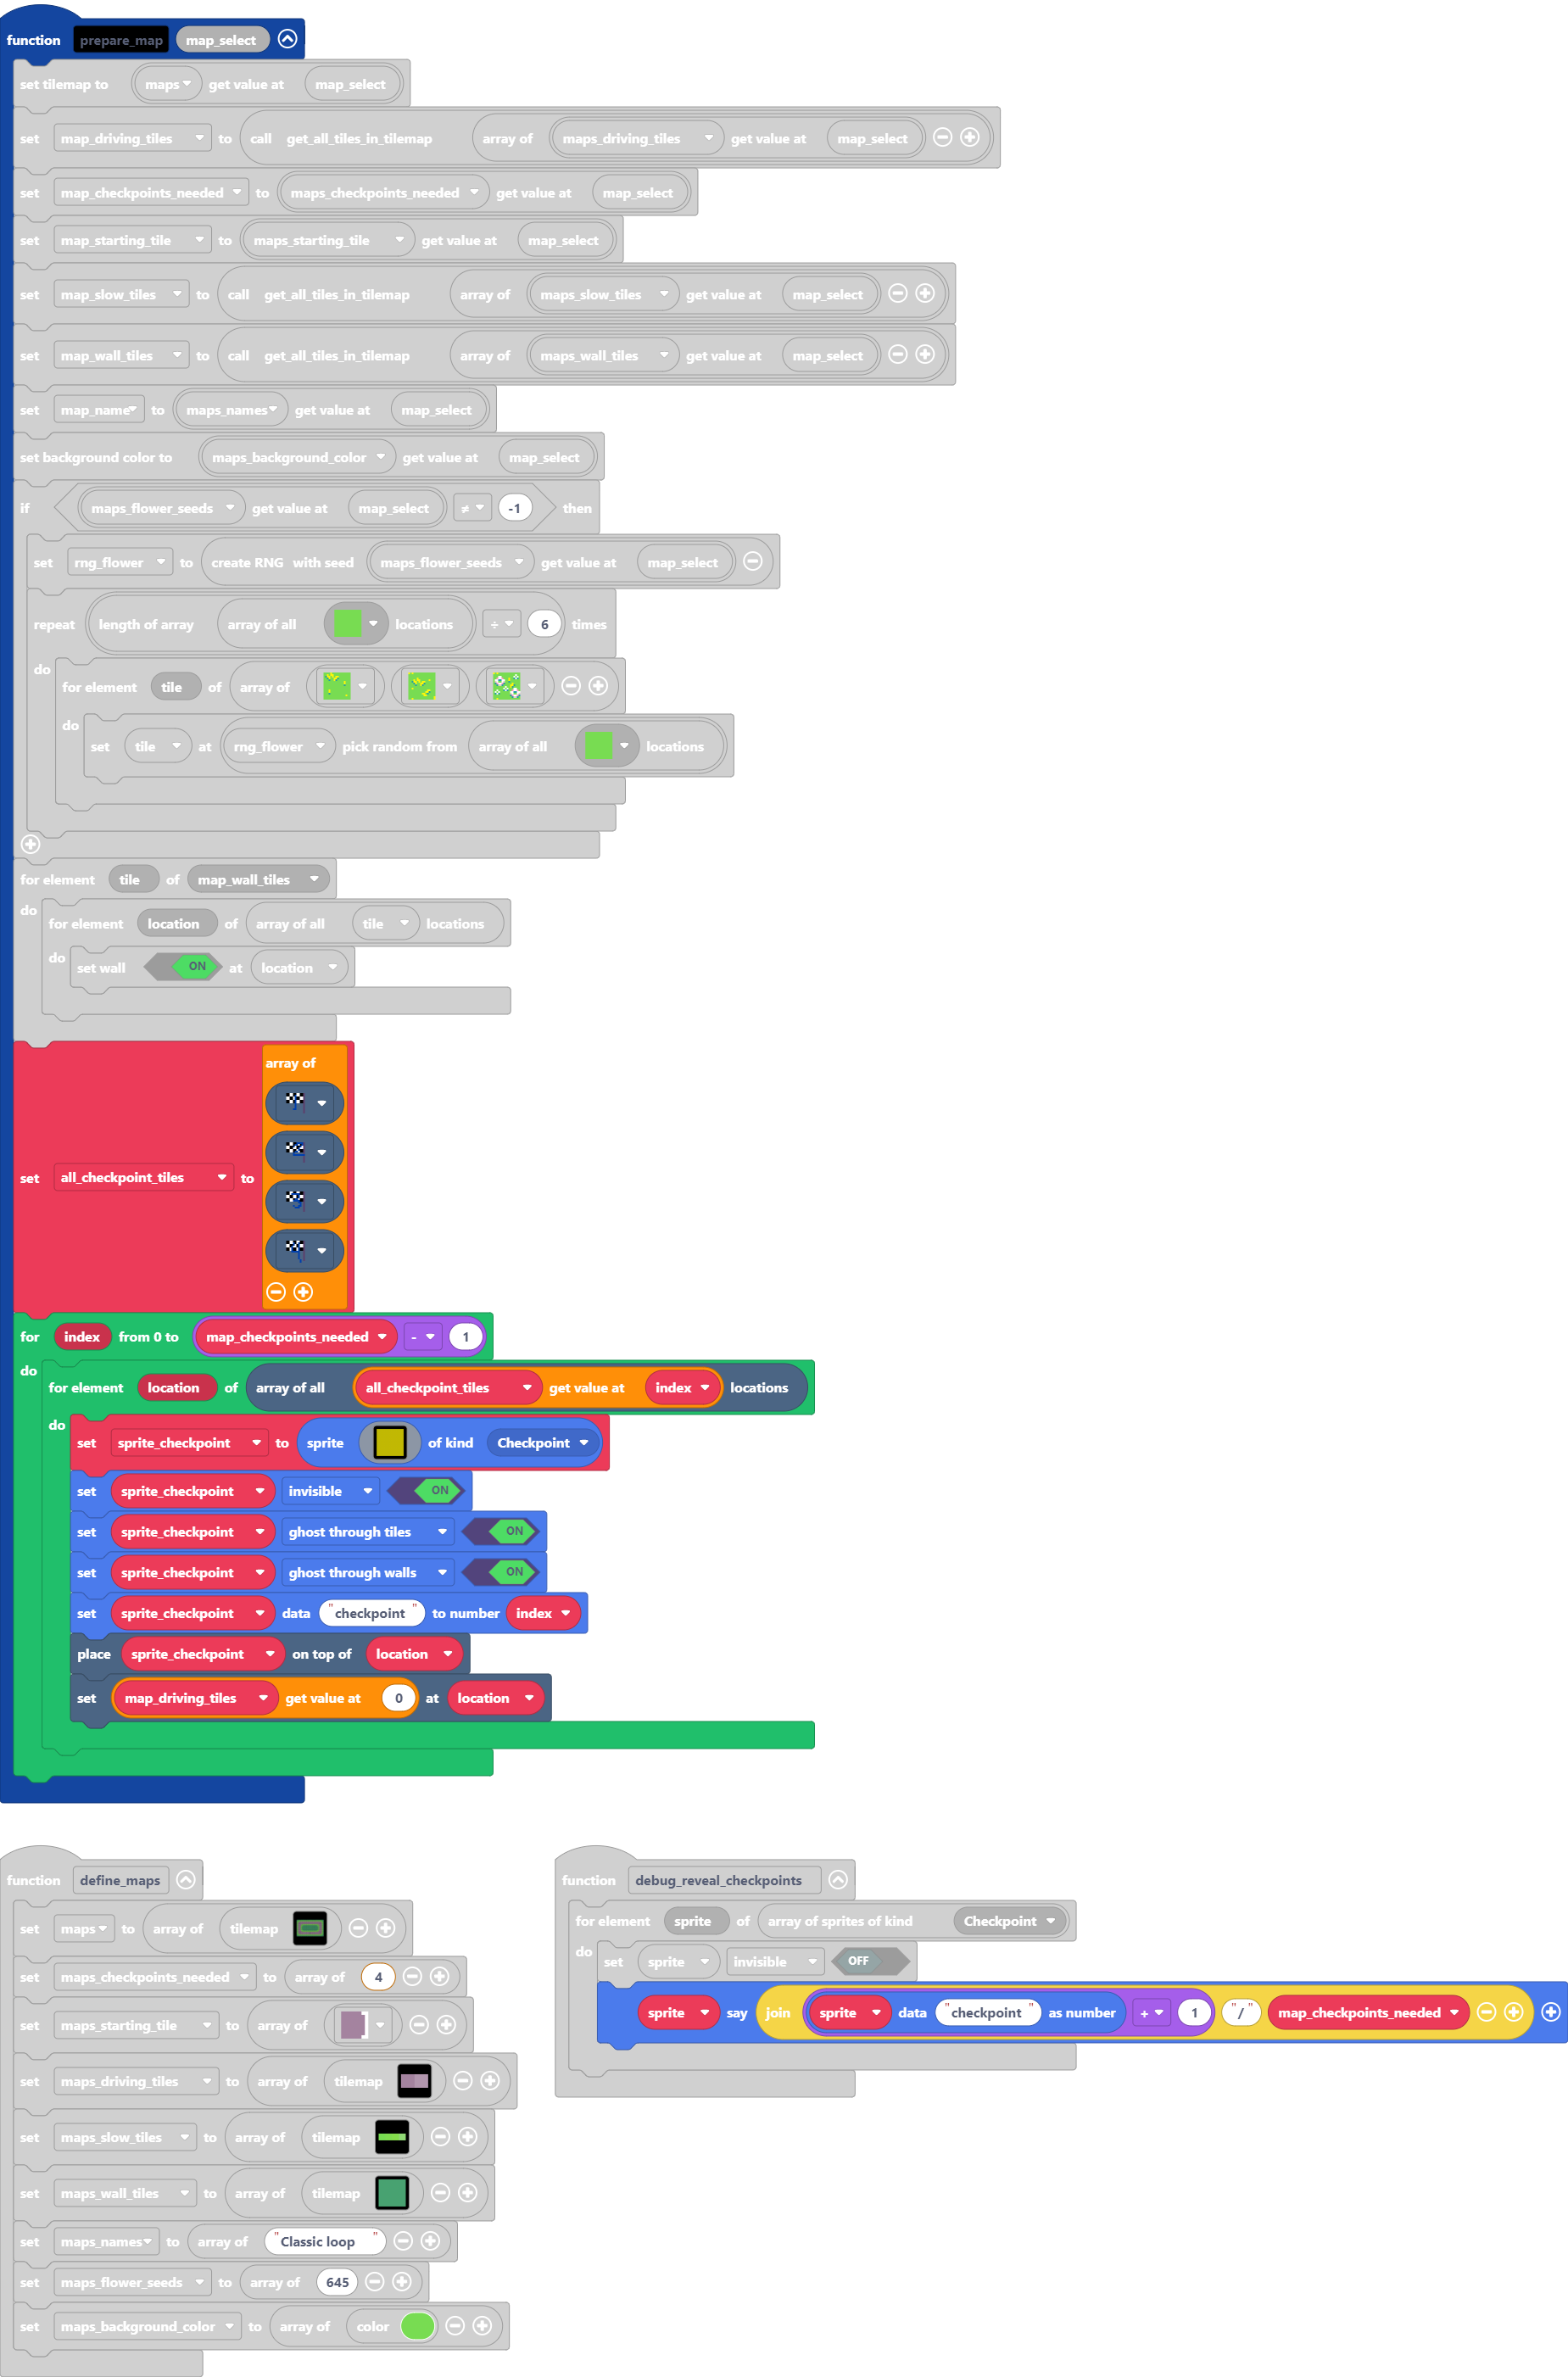 function prepare_map map_select
set tilemap to maps get value at map_select
set map_driving_tiles to call get_all_tiles_in_tilemap array of maps_driving_tiles get value at map_select
set map_checkpoints_needed to maps_checkpoints_needed get value at map_select
set map_starting_tile to maps_starting_tile get value at map_select
set map_slow_tiles to call get_all_tiles_in_tilemap array of maps_slow_tiles get value at map_select
set map_wall_tiles to call get_all_tiles_in_tilemap array of maps_wall_tiles get value at map_select
set map_name to maps_names get value at map_select
set background color to maps_background_color get value at map_select
if maps_flower_seeds get value at map_select ≠ -1 then
set rng_flower to create RNG with seed maps_flower_seeds get value at map_select
repeat length of array array of all locations ÷ 6 times
do
for element tile of array of
do
set tile at rng_flower pick random from array of all locations
for element tile of map_wall_tiles
do
for element location of array of all tile locations
do
set wall ON at location
array of
set all_checkpoint_tiles to
for index from 0 to map_checkpoints_needed - 1
do
for element location of array of all all_checkpoint_tiles get value at index locations
do
set sprite_checkpoint to sprite of kind Checkpoint
set sprite_checkpoint invisible ON
set sprite_checkpoint ghost through tiles ON
set sprite_checkpoint ghost through walls ON
set sprite_checkpoint data "checkpoint" to number index
place sprite_checkpoint on top of location
set map_driving_tiles get value at 0 at location
function define_maps
set maps to array of tilemap
set maps_checkpoints_needed to array of 4
set maps_starting_tile to array of
set maps_driving_tiles to array of tilemap
set maps_slow_tiles to array of tilemap
set maps_wall_tiles to array of tilemap
set maps_names to array of "Classic loop"
set maps_flower_seeds to array of 645
set maps_background_color to array of color
function debug_reveal_checkpoints
for element sprite of array of sprites of kind Checkpoint
do
set sprite invisible OFF
sprite say join sprite data "checkpoint" as number + 1 "/" map_checkpoints_needed